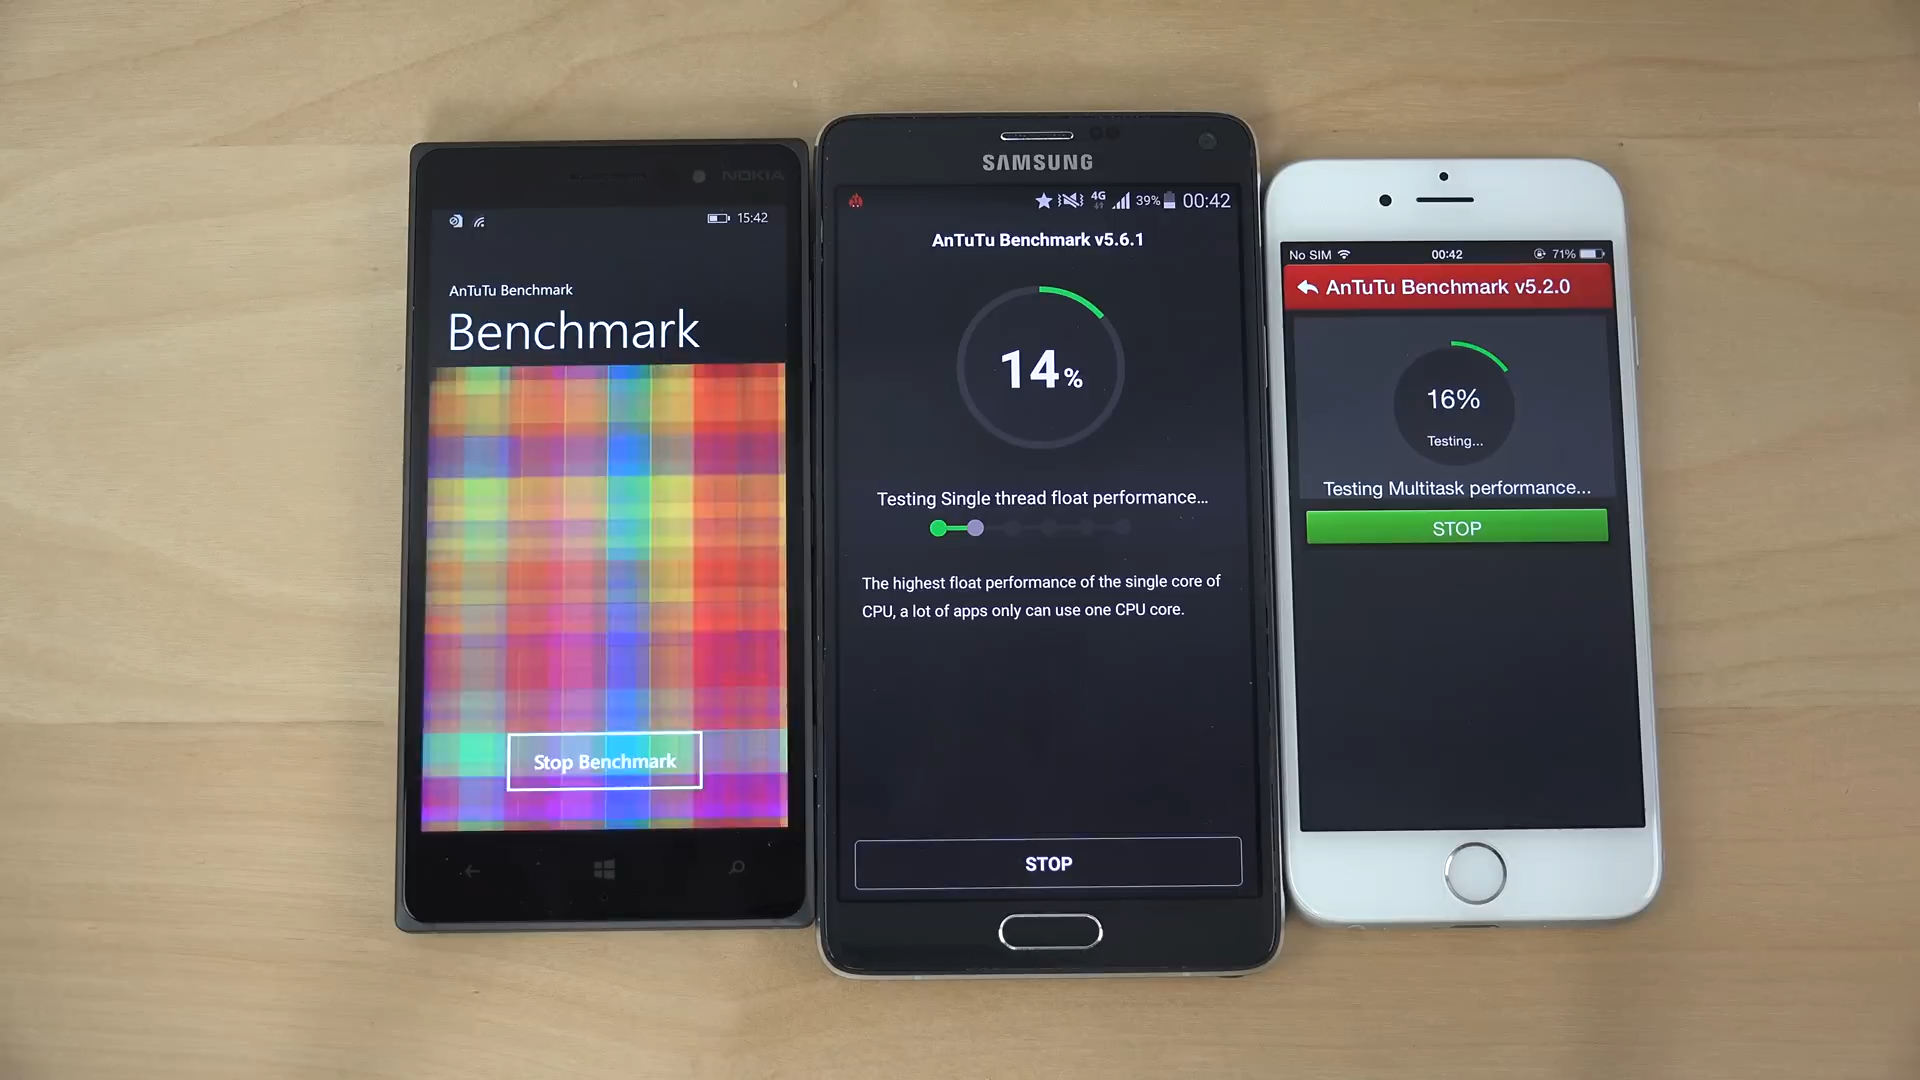 NOKIA
15:42
AnTuTu Benchmark
Benchmark
Stop Benchmark
SAMSUNG
4G 39% 00:42
AnTuTu Benchmark v5.6.1
14%
Testing Single thread float performance...
The highest float performance of the single core of
CPU, a lot of apps only can use one CPU core.
STOP
No SIM 00:42 71%
AnTuTu Benchmark v5.2.0
16%
Testing...
Testing Multitask performance...
STOP